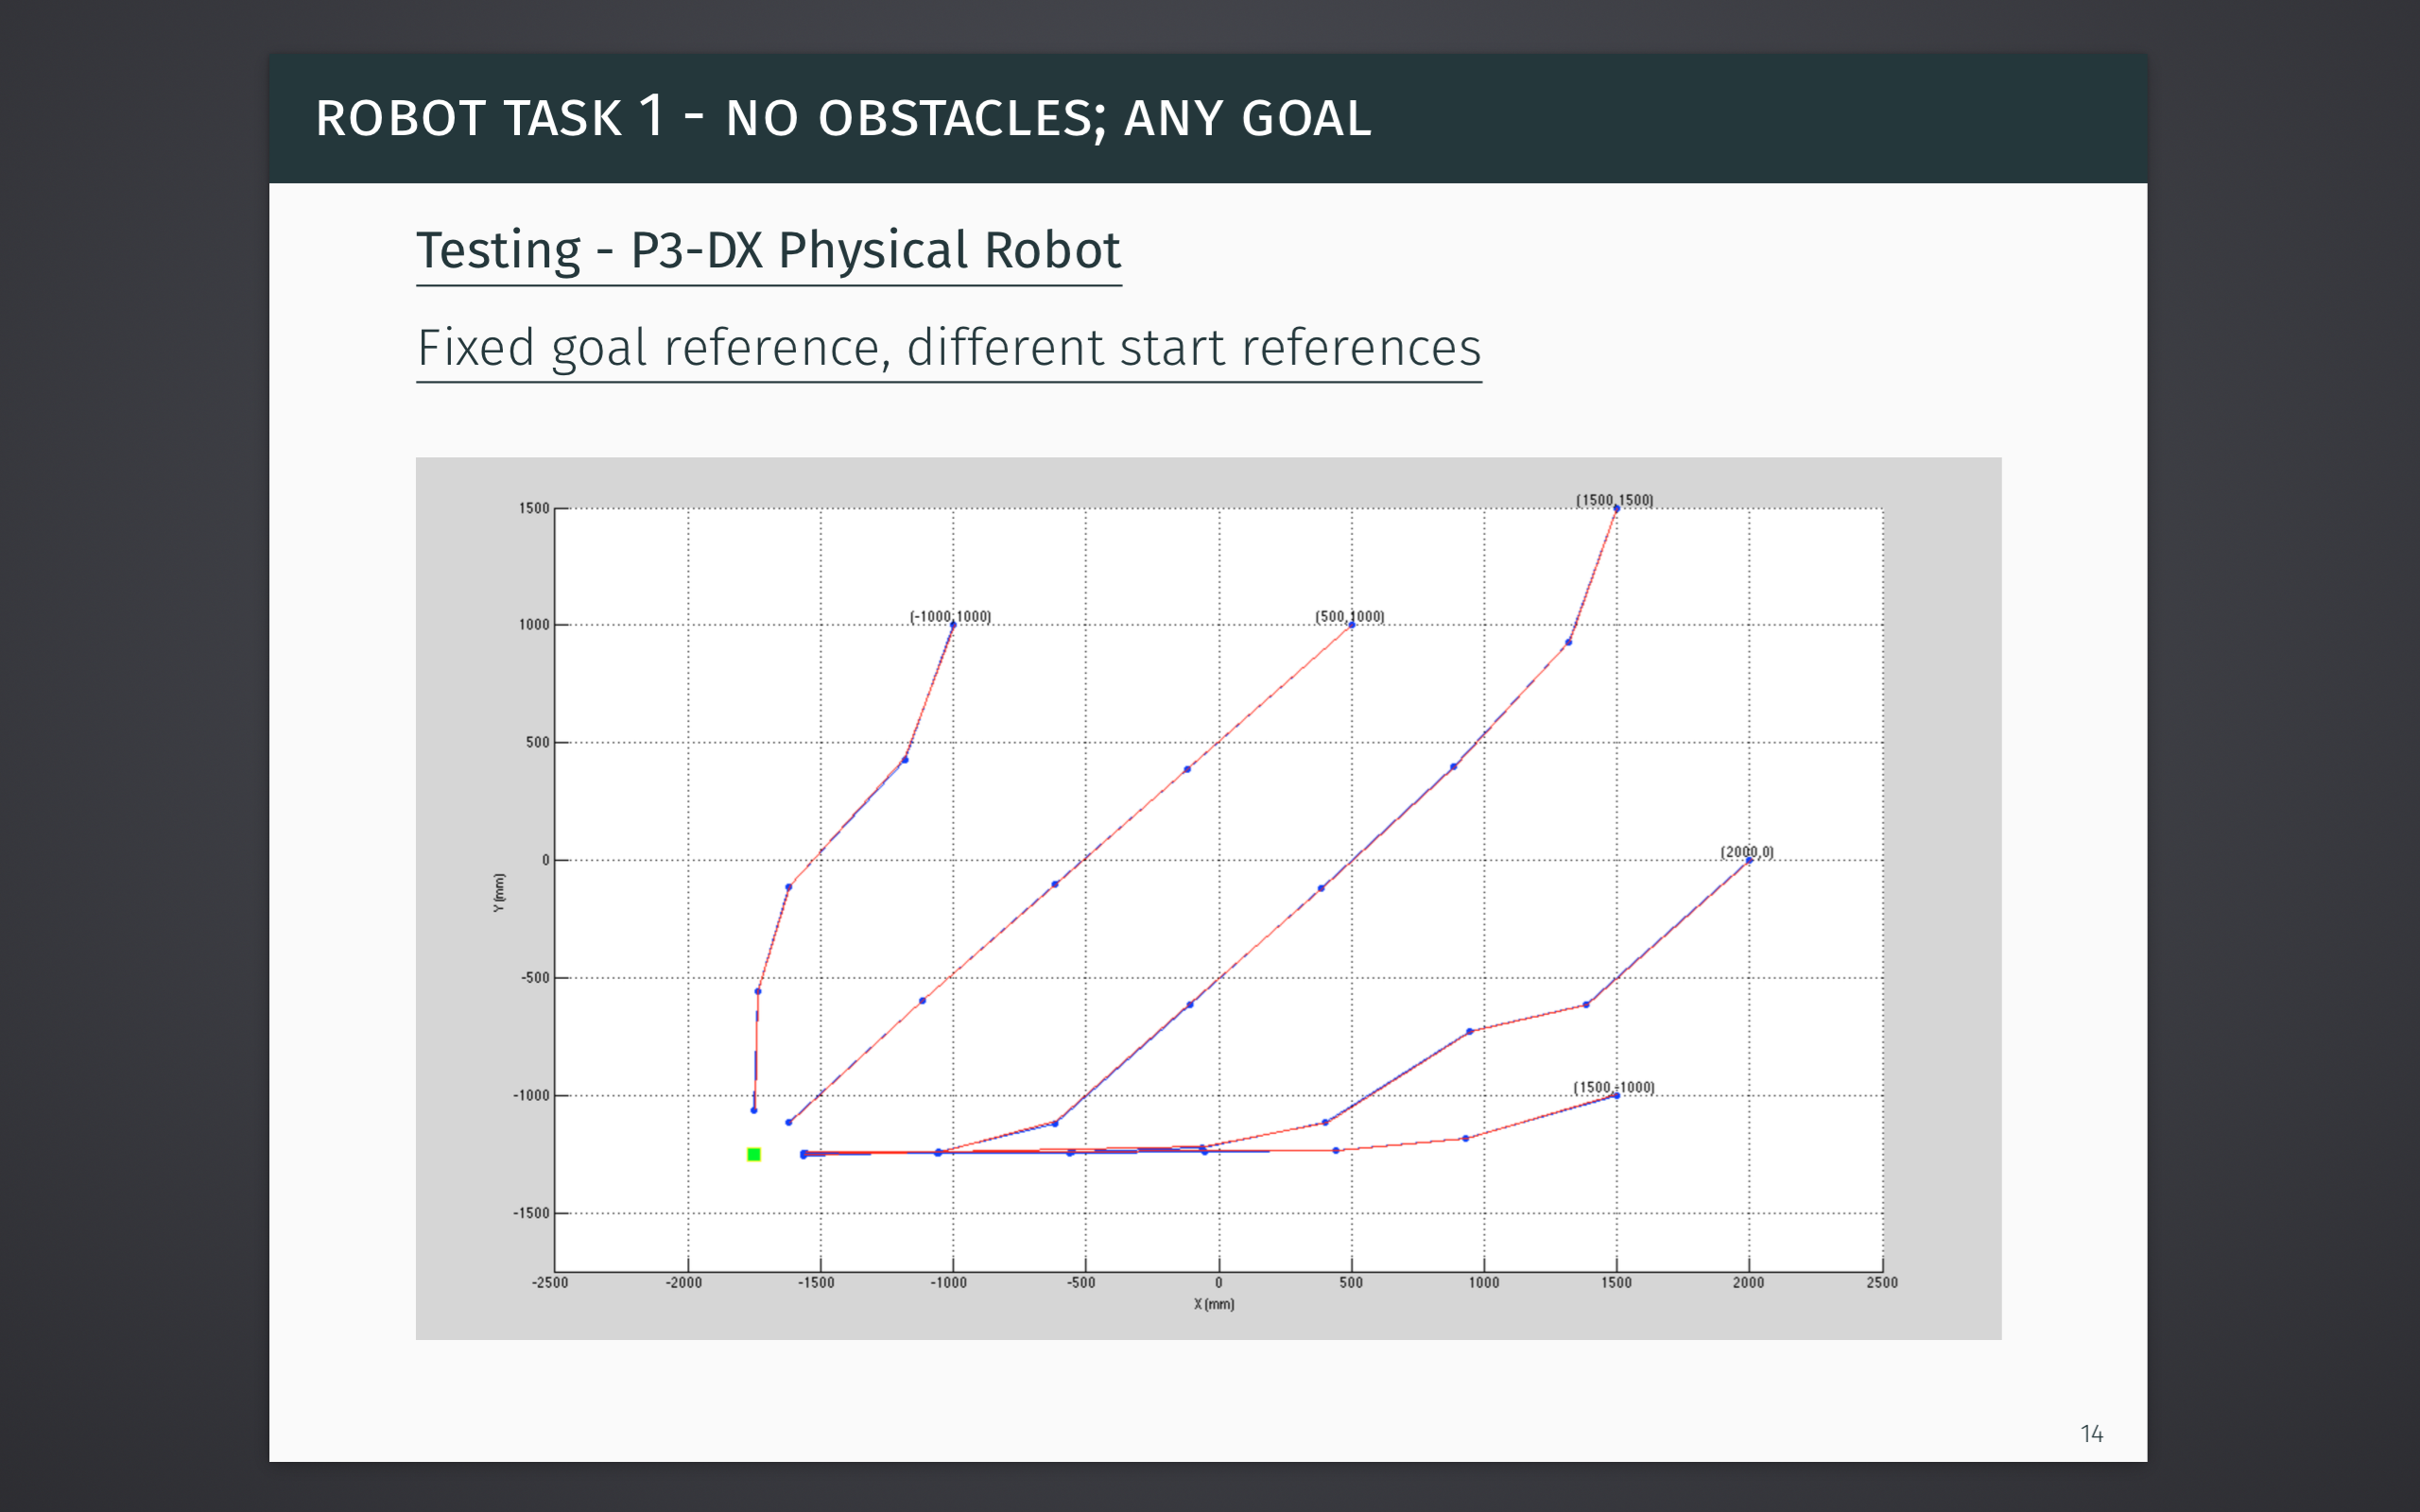 ROBOT TASK 1 - NO OBSTACLES; ANY GOAL
Testing - P3-DX Physical Robot
Fixed goal reference, different start references
(1500,1500)
1500
(-1000,1000)
(500,1000)
1000
500
(2000,0)
0
Y (mm)
-500
(1500,-1000)
-1000
-1500
-2500 -2000 -1500 -1000 -500 0 500 1000 1500 2000 2500
X (mm)
14